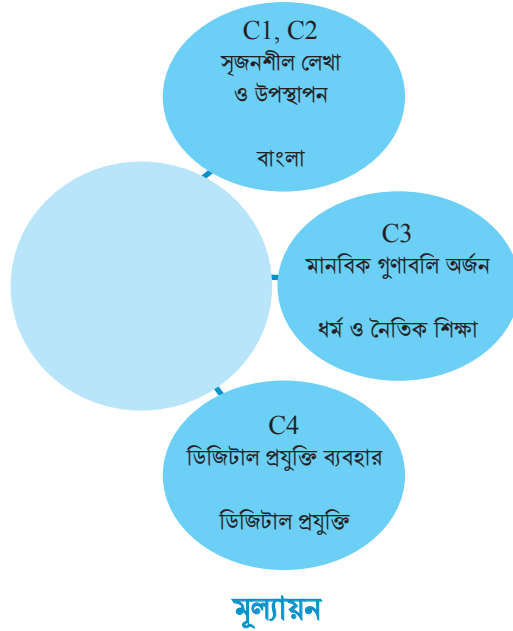 C1, C2
সৃজনশীল লেখা
ও উপস্থাপন
বাংলা
C3
মানবিক গুণাবলি অর্জন
ধর্ম ও নৈতিক শিক্ষা
C4
ডিজিটাল প্রযুক্তি ব্যবহার
ডিজিটাল প্রযুক্তি
মূল্যায়ন